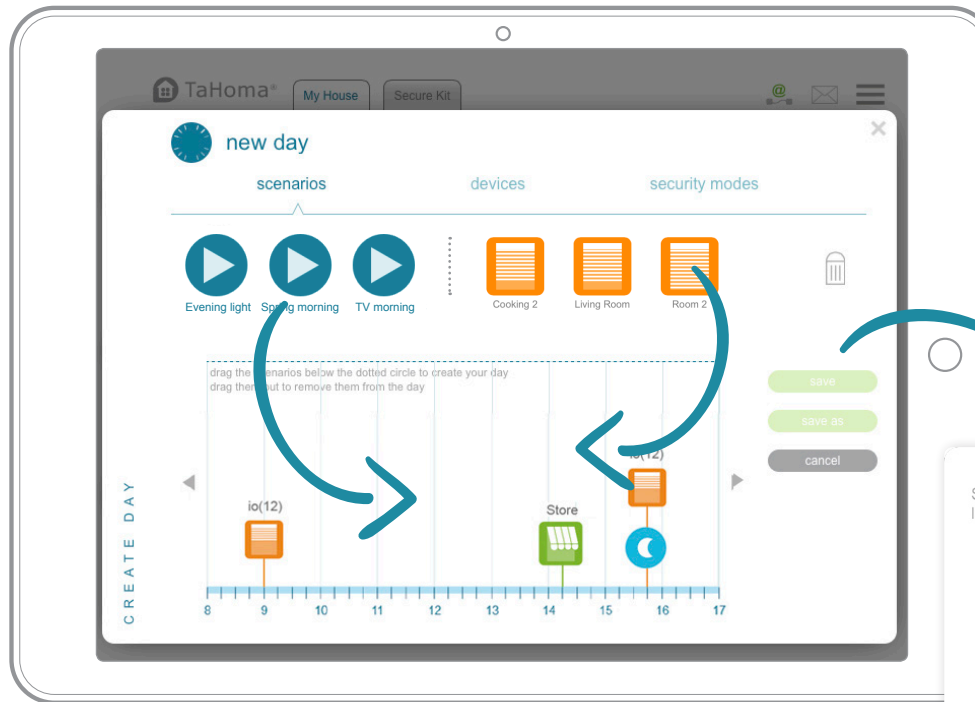 TaHoma®
My House
Secure Kit
@
new day
scenarios
devices
security modes
Evening light
Spring morning
TV morning
Cooking 2
Living Room
Room 2
drag the scenarios below the dotted circle to create your day
drag them out to remove them from the day
save
save as
cancel
CREATE DAY
io(12)
Store
io(12)
8 9 10 11 12 13 14 15 16 17